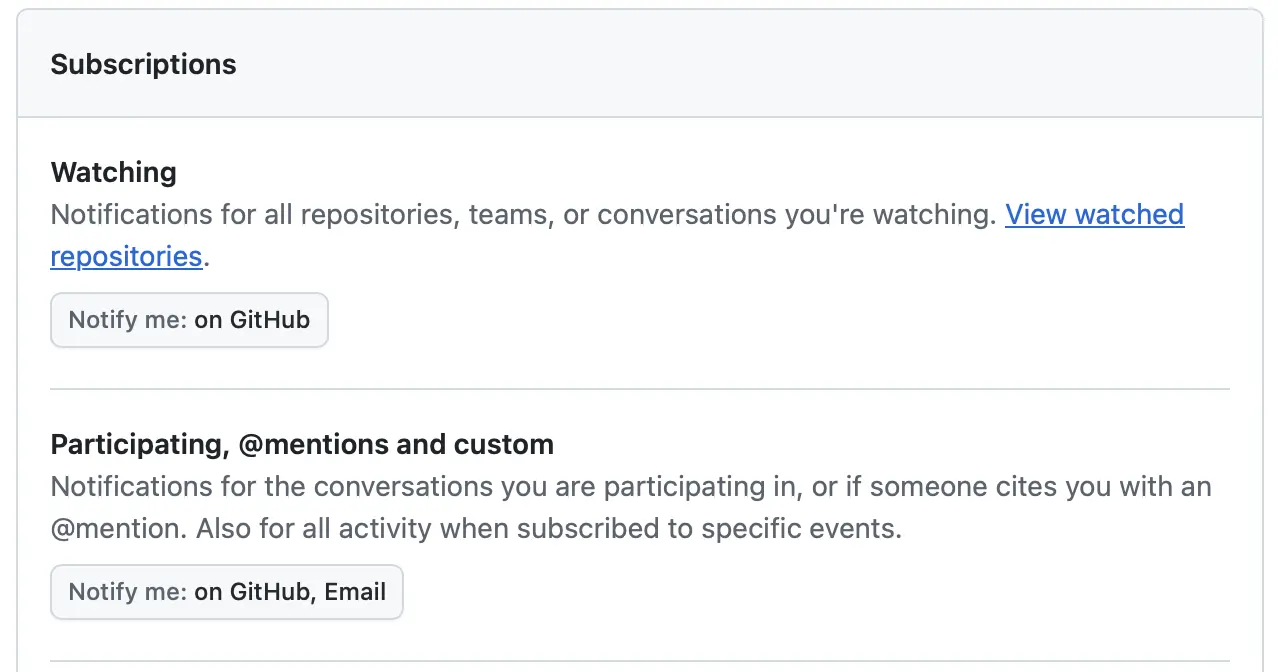 Subscriptions
Watching
Notifications for all repositories, teams, or conversations you're watching. View watched
repositories.
Notify me: on GitHub
Participating, @mentions and custom
Notifications for the conversations you are participating in, or if someone cites you with an
@mention. Also for all activity when subscribed to specific events.
Notify me: on GitHub, Email